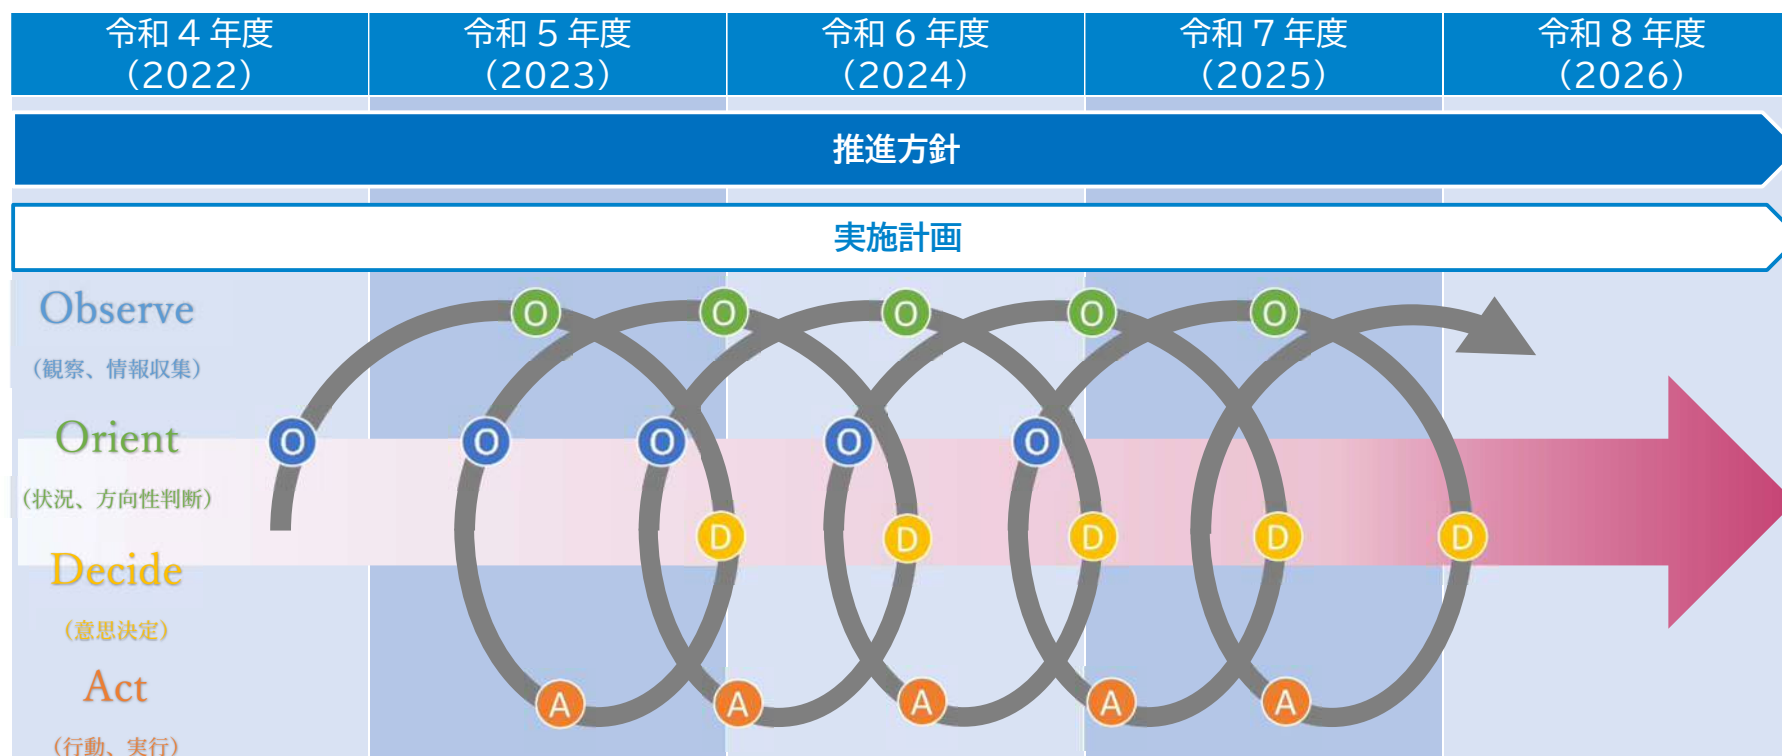 令和４年度
（2022）
令和５年度
（2023）
令和６年度
（2024）
令和７年度
（2025）
令和８年度
（2026）
推進方針
実施計画
Observe
（観察、情報収集）
Orient
（状況、方向性判断）
Decide
（意思決定）
Act
（行動、実行）
O O O O O
O O O O O
D D D D D
A A A A A